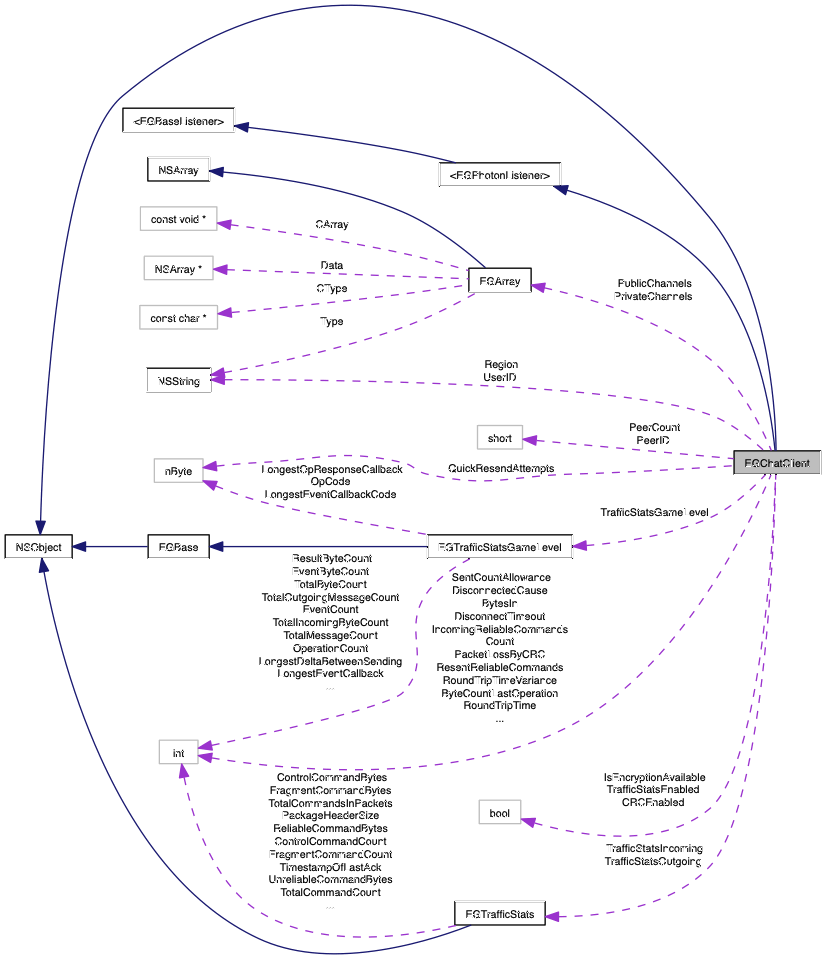 <EGBaseListener>
NSArray
<EGPhotonListener>
const void *
CArray
NSArray *
Data
EGArray
CType
PublicChannels
PrivateChannels
const char *
Type
NSString
Region
UserID
short
PeerCount
PeerID
EGChatClient
nByte
LongestOpResponseCallback
OpCode
LongestEventCallbackCode
QuickResendAttempts
TrafficStatsGameLevel
NSObject
EGBase
EGTrafficStatsGameLevel
ResultByteCount
EventByteCount
TotalByteCount
TotalOutgoingMessageCount
EventCount
TotalIncomingByteCount
TotalMessageCount
OperationCount
LongestDeltaBetweenSending
LongestEventCallback
...
SentCountAllowance
DisconnectedCause
BytesIn
DisconnectTimeout
IncomingReliableCommands
Count
PacketLossByCRC
ResentReliableCommands
RoundTripTimeVariance
ByteCountLastOperation
RoundTripTime
...
int
ControlCommandBytes
FragmentCommandBytes
TotalCommandsInPackets
PackageHeaderSize
ReliableCommandBytes
ControlCommandCount
FragmentCommandCount
TimestampOfLastAck
UnreliableCommandBytes
TotalCommandCount
...
bool
IsEncryptionAvailable
TrafficStatsEnabled
CRCEnabled
TrafficStatsIncoming
TrafficStatsOutgoing
EGTrafficStats